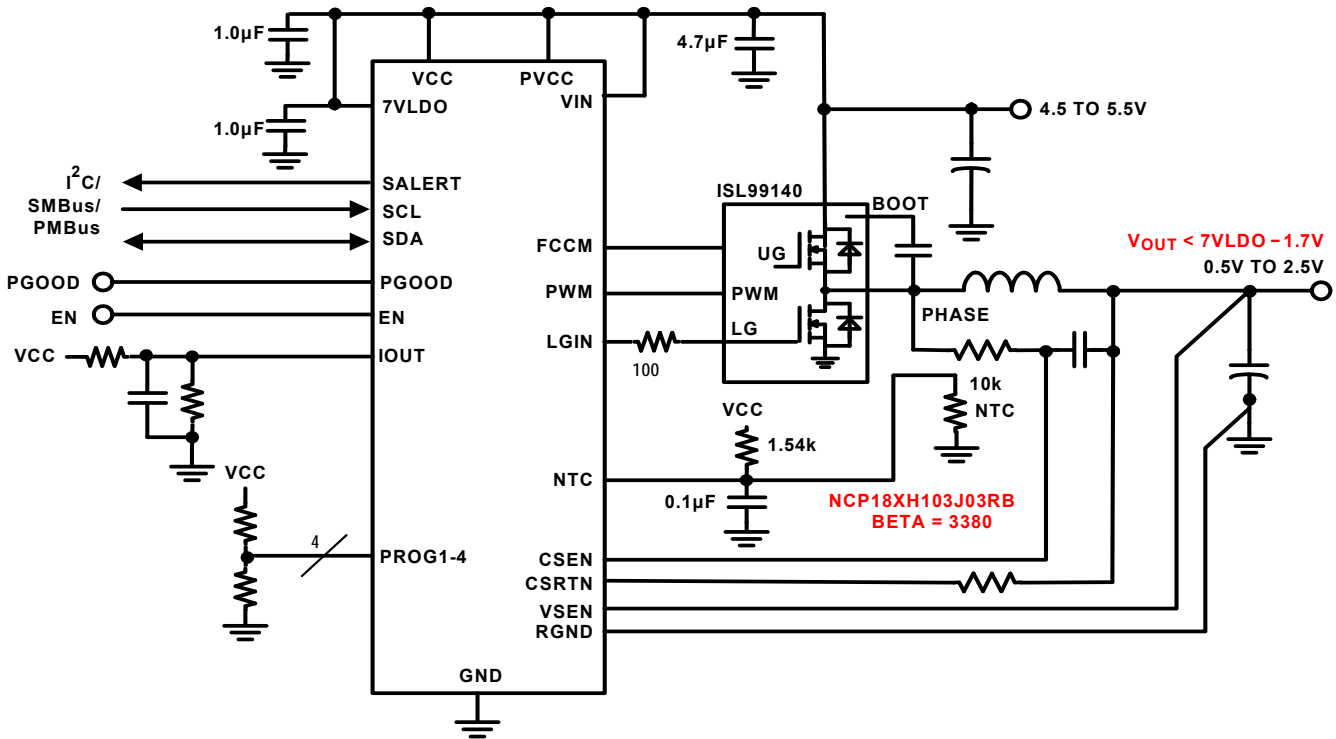 1.0µF
4.7µF
VCC
PVCC
VIN
7VLDO
1.0µF
4.5 TO 5.5V
I2C/
SMBus/
PMBus
SALERT
SCL
SDA
ISL99140
BOOT
FCCM
UG
VOUT < 7VLDO – 1.7V
0.5V TO 2.5V
PGOOD
PGOOD
PWM
PWM
EN
EN
PHASE
LG
LGIN
VCC
IOUT
100
10k
NTC
VCC
1.54k
VCC
NTC
0.1µF
NCP18XH103J03RB
BETA = 3380
4
PROG1-4
CSEN
CSRTN
VSEN
RGND
GND